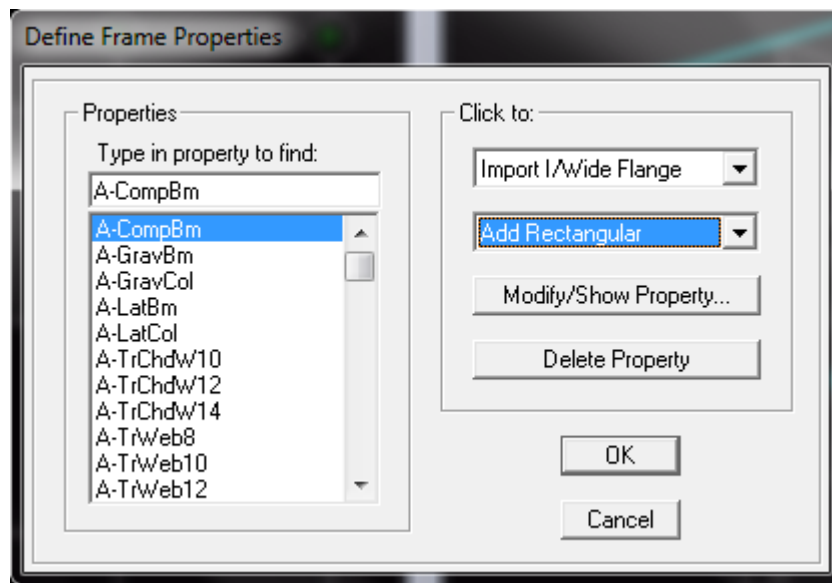 Define Frame Properties
Properties
Type in property to find:
A-CompBm
A-CompBm
A-GravBm
A-GravCol
A-LatBm
A-LatCol
A-TrChdW10
A-TrChdW12
A-TrChdW14
A-TrWeb8
A-TrWeb10
A-TrWeb12
Click to:
Import I/Wide Flange
Add Rectangular
Modify/Show Property...
Delete Property
OK
Cancel